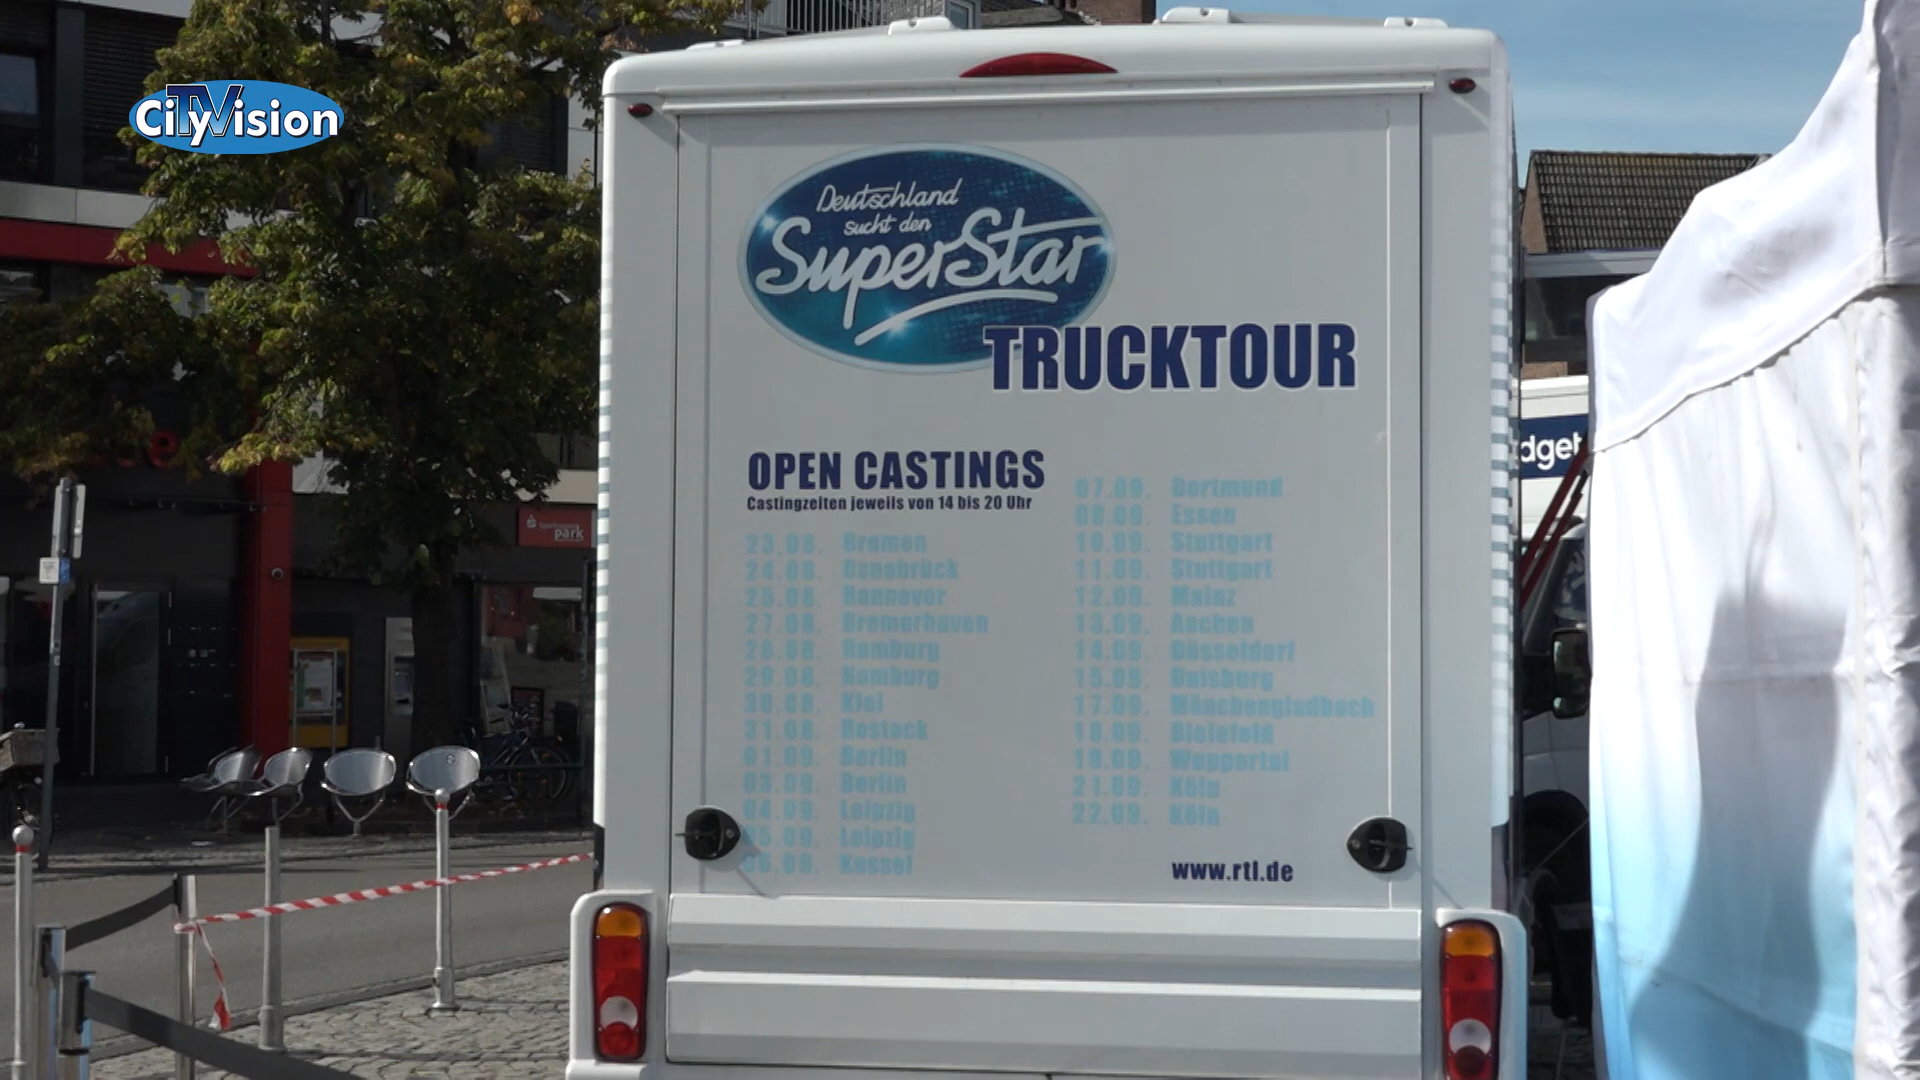 CiTyVision
TV
Deutschland
sucht den
SuperStar
TRUCKTOUR
OPEN CASTINGS
Castingzeiten jeweils von 14 bis 20 Uhr
23.08. Bremen
24.08. Osnabrück
25.08. Hannover
27.08. Bremerhaven
28.08. Hamburg
29.08. Hamburg
30.08. Kiel
31.08. Rostock
01.09. Berlin
03.09. Berlin
04.09. Leipzig
05.09. Leipzig
06.09. Kassel
07.09. Dortmund
08.09. Essen
10.09. Stuttgart
11.09. Stuttgart
12.09. Mainz
13.09. Aachen
14.09. Düsseldorf
15.09. Duisburg
17.09. Mönchengladbach
18.09. Bielefeld
19.09. Wuppertal
21.09. Köln
22.09. Köln
www.rtl.de
Sparkassen
park
dget